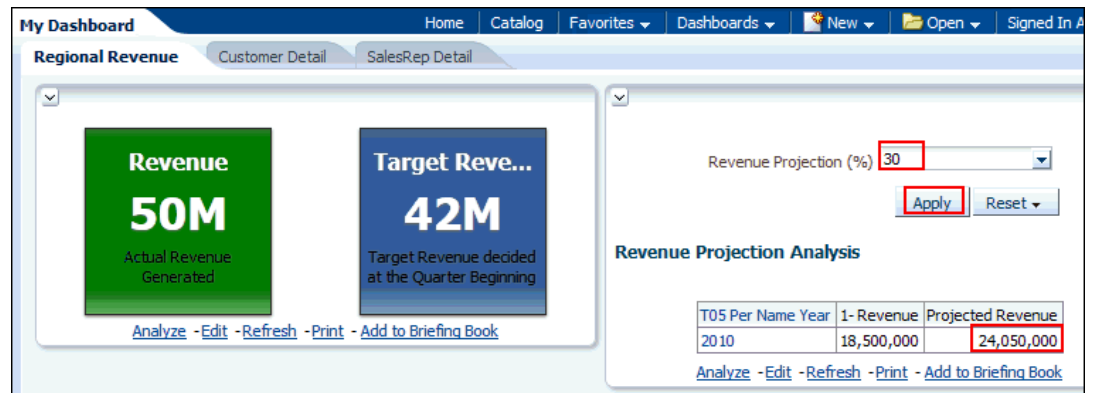 My Dashboard Home Catalog Favorites Dashboards New Open Signed In A
Regional Revenue Customer Detail SalesRep Detail
Revenue
50M
Actual Revenue
Generated
Target Reve...
42M
Target Revenue decided
at the Quarter Beginning
Analyze - Edit - Refresh - Print - Add to Briefing Book
Revenue Projection (%) 30
Apply Reset
Revenue Projection Analysis
T05 Per Name Year 1- Revenue Projected Revenue
2010 18,500,000 24,050,000
Analyze - Edit - Refresh - Print - Add to Briefing Book